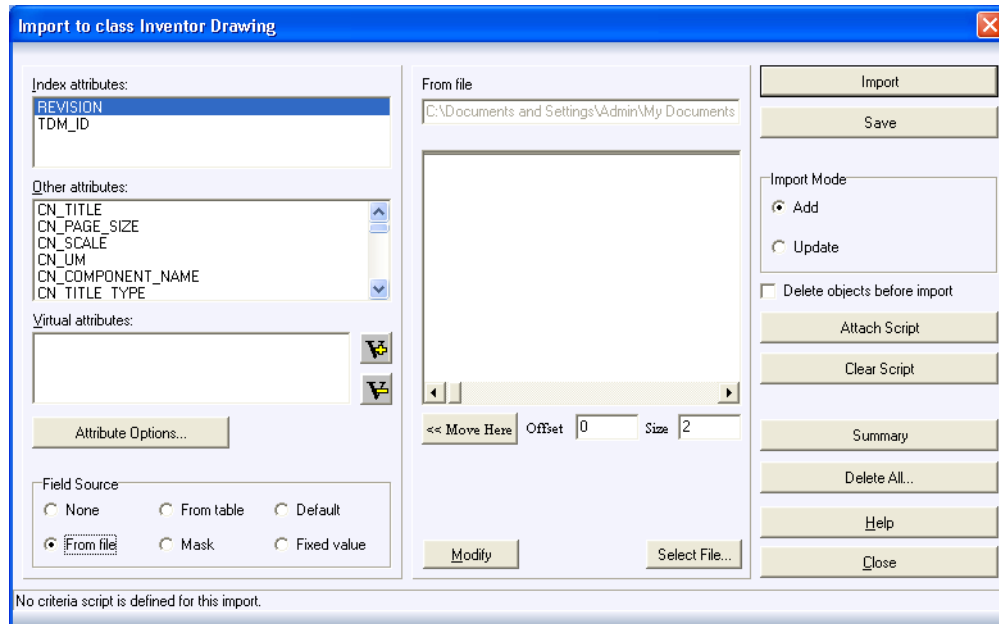 Import to class Inventor Drawing
Index attributes:
REVISION
TDM_ID
Other attributes:
CN_TITLE
CN_PAGE_SIZE
CN_SCALE
CN_UM
CN_COMPONENT_NAME
CN_TITLE_TYPE
Virtual attributes:
Attribute Options...
Field Source
None
From table
Default
From file
Mask
Fixed value
From file
C:\Documents and Settings\Admin\My Documents
<< Move Here
Offset
0
Size
2
Modify
Select File...
Import
Save
Import Mode
Add
Update
Delete objects before import
Attach Script
Clear Script
Summary
Delete All...
Help
Close
No criteria script is defined for this import.